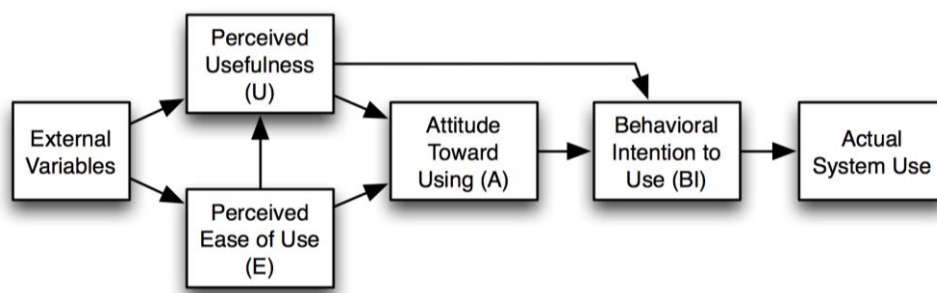 External
Variables
Perceived
Usefulness
(U)
Perceived
Ease of Use
(E)
Attitude
Toward
Using (A)
Behavioral
Intention to
Use (BI)
Actual
System Use